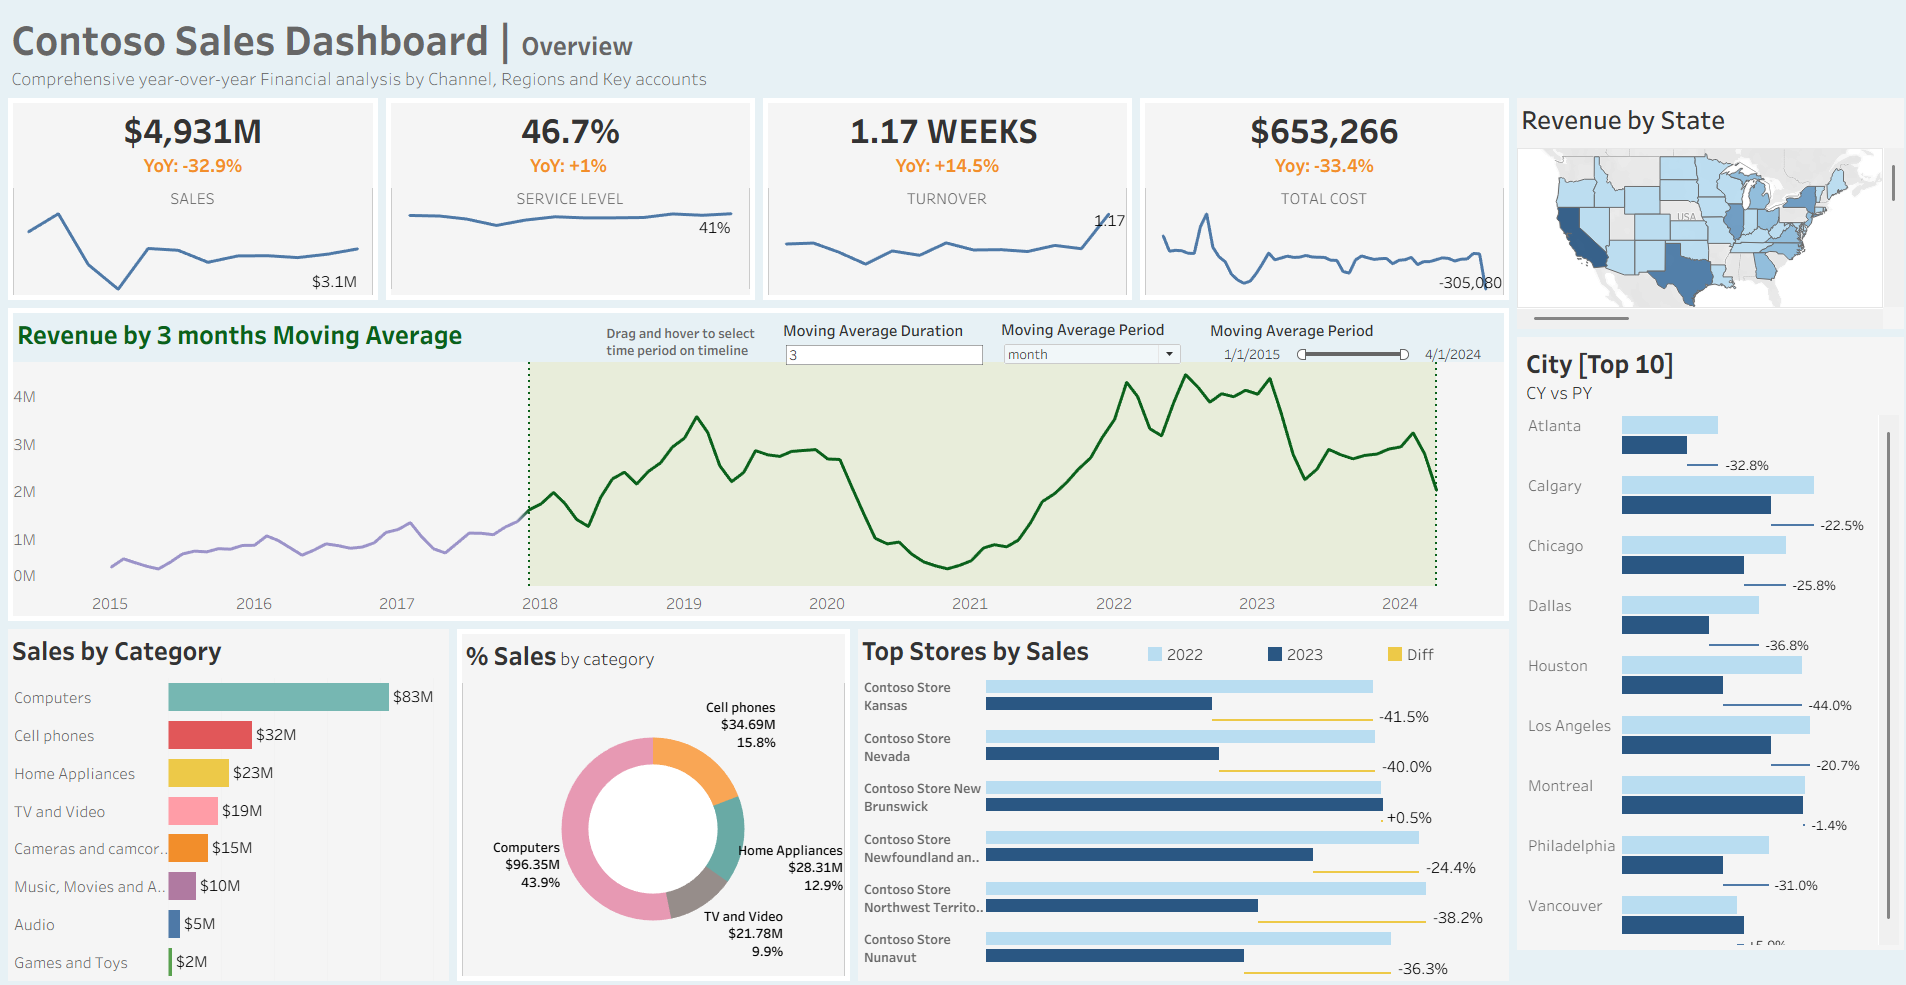 Contoso Sales Dashboard | Overview
Comprehensive year-over-year Financial analysis by Channel, Regions and Key accounts
$4,931M
YoY: -32.9%
SALES
$3.1M
46.7%
YoY: +1%
SERVICE LEVEL
41%
1.17 WEEKS
YoY: +14.5%
TURNOVER
1.17
$653,266
Yoy: -33.4%
TOTAL COST
-305,080
Revenue by State
USA
Revenue by 3 months Moving Average
Drag and hover to select
time period on timeline
Moving Average Duration
3
Moving Average Period
month
Moving Average Period
1/1/2015
4/1/2024
4M
3M
2M
1M
0M
2015
2016
2017
2018
2019
2020
2021
2022
2023
2024
City [Top 10]
CY vs PY
Atlanta
-32.8%
Calgary
-22.5%
Chicago
-25.8%
Dallas
-36.8%
Houston
-44.0%
Los Angeles
-20.7%
Montreal
-1.4%
Philadelphia
-31.0%
Vancouver
Sales by Category
Computers
$83M
Cell phones
$32M
Home Appliances
$23M
TV and Video
$19M
Cameras and camcor..
$15M
Music, Movies and A..
$10M
Audio
$5M
Games and Toys
$2M
% Sales by category
Cell phones
$34.69M
15.8%
Computers
$96.35M
43.9%
Home Appliances
$28.31M
12.9%
TV and Video
$21.78M
9.9%
Top Stores by Sales
2022
2023
Diff
Contoso Store
Kansas
-41.5%
Contoso Store
Nevada
-40.0%
Contoso Store New
Brunswick
+0.5%
Contoso Store
Newfoundland an..
-24.4%
Contoso Store
Northwest Territo..
-38.2%
Contoso Store
Nunavut
-36.3%